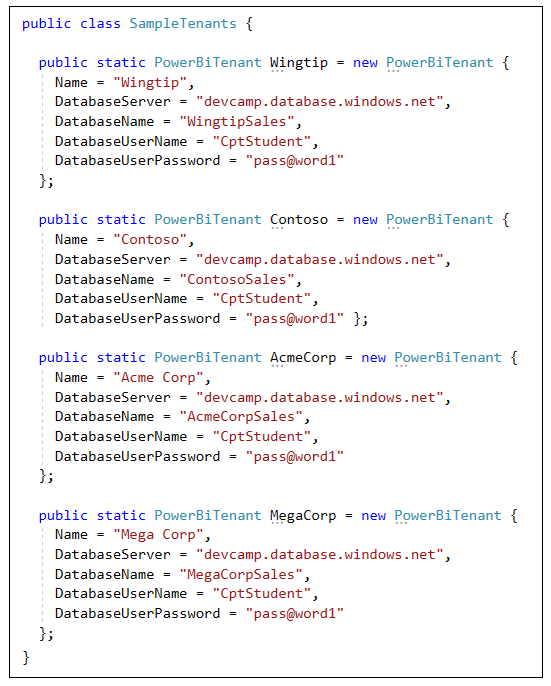 public class SampleTenants {
public static PowerBiTenant Wingtip = new PowerBiTenant {
Name = "Wingtip",
DatabaseServer = "devcamp.database.windows.net",
DatabaseName = "WingtipSales",
DatabaseUserName = "CptStudent",
DatabaseUserPassword = "pass@word1"
};
public static PowerBiTenant Contoso = new PowerBiTenant {
Name = "Contoso",
DatabaseServer = "devcamp.database.windows.net",
DatabaseName = "ContosoSales",
DatabaseUserName = "CptStudent",
DatabaseUserPassword = "pass@word1" };
public static PowerBiTenant AcmeCorp = new PowerBiTenant {
Name = "Acme Corp",
DatabaseServer = "devcamp.database.windows.net",
DatabaseName = "AcmeCorpSales",
DatabaseUserName = "CptStudent",
DatabaseUserPassword = "pass@word1"
};
public static PowerBiTenant MegaCorp = new PowerBiTenant {
Name = "Mega Corp",
DatabaseServer = "devcamp.database.windows.net",
DatabaseName = "MegaCorpSales",
DatabaseUserName = "CptStudent",
DatabaseUserPassword = "pass@word1"
};
}